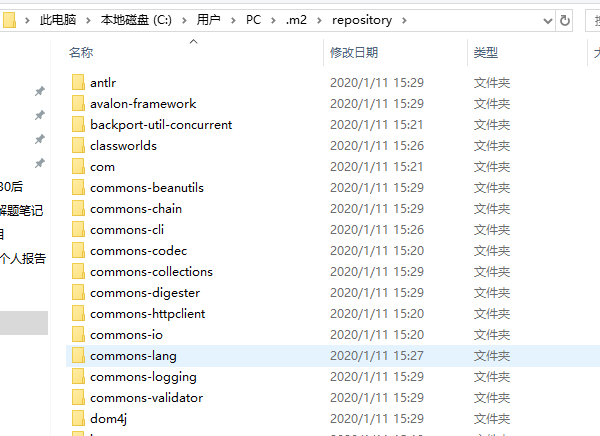 此电脑 > 本地磁盘 (C:) > 用户 > PC > .m2 > repository >
名称 修改日期 类型
antlr 2020/1/11 15:29 文件夹
avalon-framework 2020/1/11 15:29 文件夹
backport-util-concurrent 2020/1/11 15:21 文件夹
classworlds 2020/1/11 15:26 文件夹
com 2020/1/11 15:21 文件夹
commons-beanutils 2020/1/11 15:29 文件夹
30后 commons-chain 2020/1/11 15:29 文件夹
解题笔记 commons-cli 2020/1/11 15:26 文件夹
commons-codec 2020/1/11 15:20 文件夹
个人报告 commons-collections 2020/1/11 15:29 文件夹
commons-digester 2020/1/11 15:29 文件夹
commons-httpclient 2020/1/11 15:20 文件夹
commons-io 2020/1/11 15:20 文件夹
commons-lang 2020/1/11 15:27 文件夹
commons-logging 2020/1/11 15:29 文件夹
commons-validator 2020/1/11 15:29 文件夹
dom4j 2020/1/11 15:29 文件夹